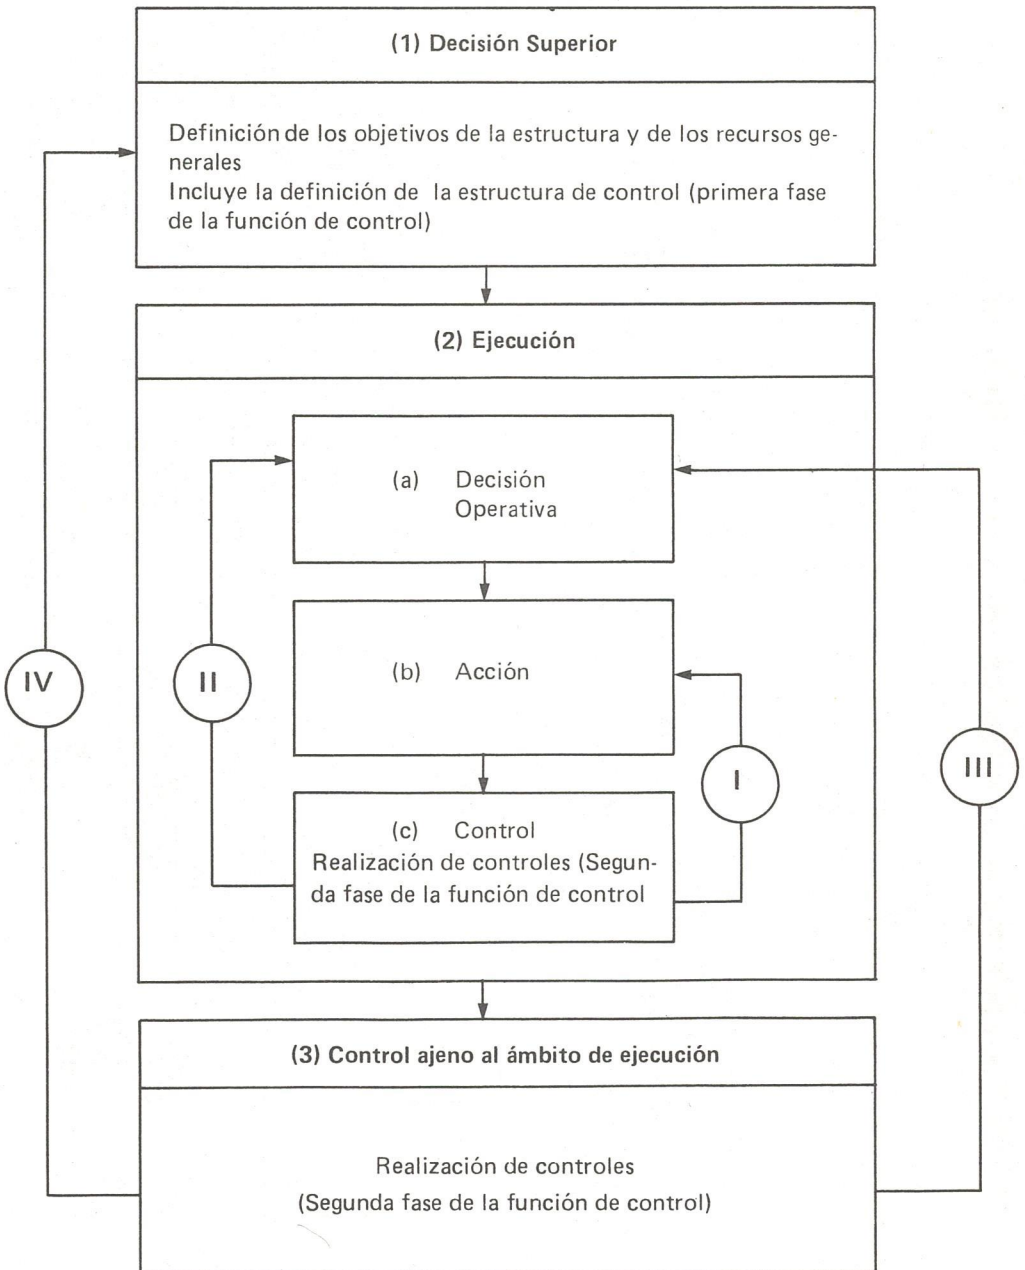 (1) Decisión Superior
Definición de los objetivos de la estructura y de los recursos ge-
nerales
Incluye la definición de la estructura de control (primera fase
de la función de control)
(2) Ejecución
(a) Decisión
Operativa
(b) Acción
(c) Control
Realización de controles (Segun-
da fase de la función de control
IV
II
I
III
(3) Control ajeno al ámbito de ejecución
Realización de controles
(Segunda fase de la función de control)